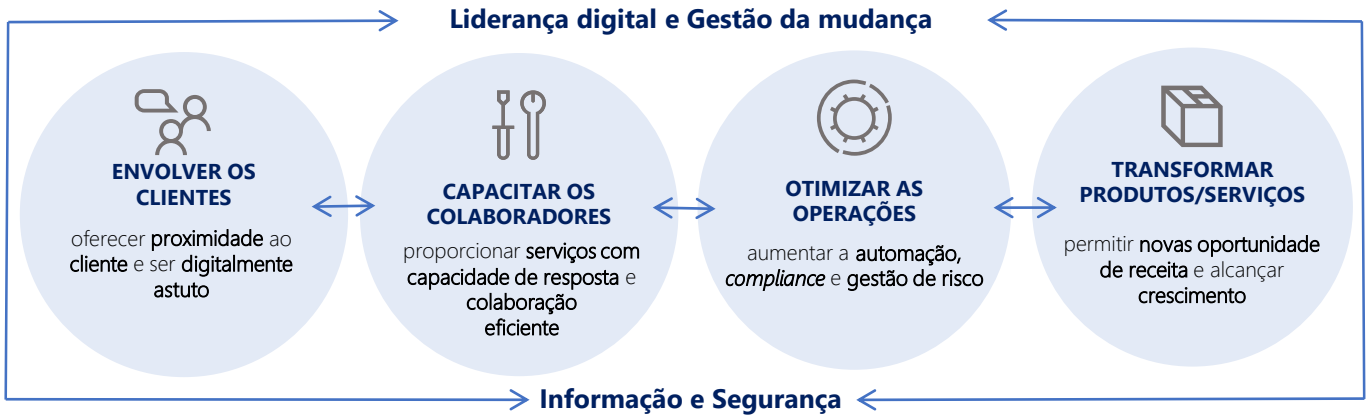 Liderança digital e Gestão da mudança
ENVOLVER OS
CLIENTES
oferecer proximidade ao
cliente e ser digitalmente
astuto
CAPACITAR OS
COLABORADORES
proporcionar serviços com
capacidade de resposta e
colaboração
eficiente
OTIMIZAR AS
OPERAÇÕES
aumentar a automação,
compliance e gestão de risco
TRANSFORMAR
PRODUTOS/SERVIÇOS
permitir novas oportunidade
de receita e alcançar
crescimento
Informação e Segurança